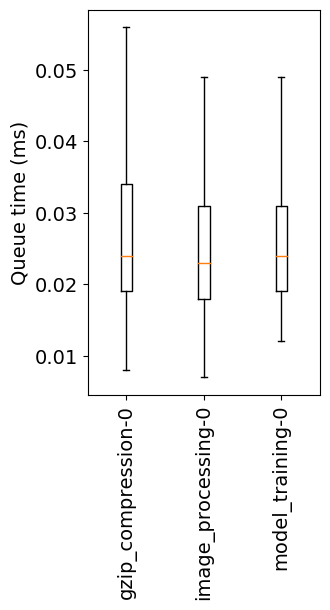 Queue time (ms)
0.05
0.04
0.03
0.02
0.01
gzip_compression-0
image_processing-0
model_training-0